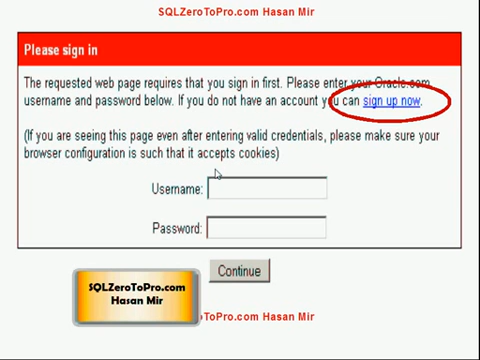 SQLZeroToPro.com Hasan Mir
Please sign in
The requested web page requires that you sign in first. Please enter your Oracle.com
username and password below. If you do not have an account you can sign up now.
(If you are seeing this page even after entering valid credentials, please make sure your
browser configuration is such that it accepts cookies)
Username:
Password:
Continue
SQLZeroToPro.com
Hasan Mir
oToPro.com Hasan Mir